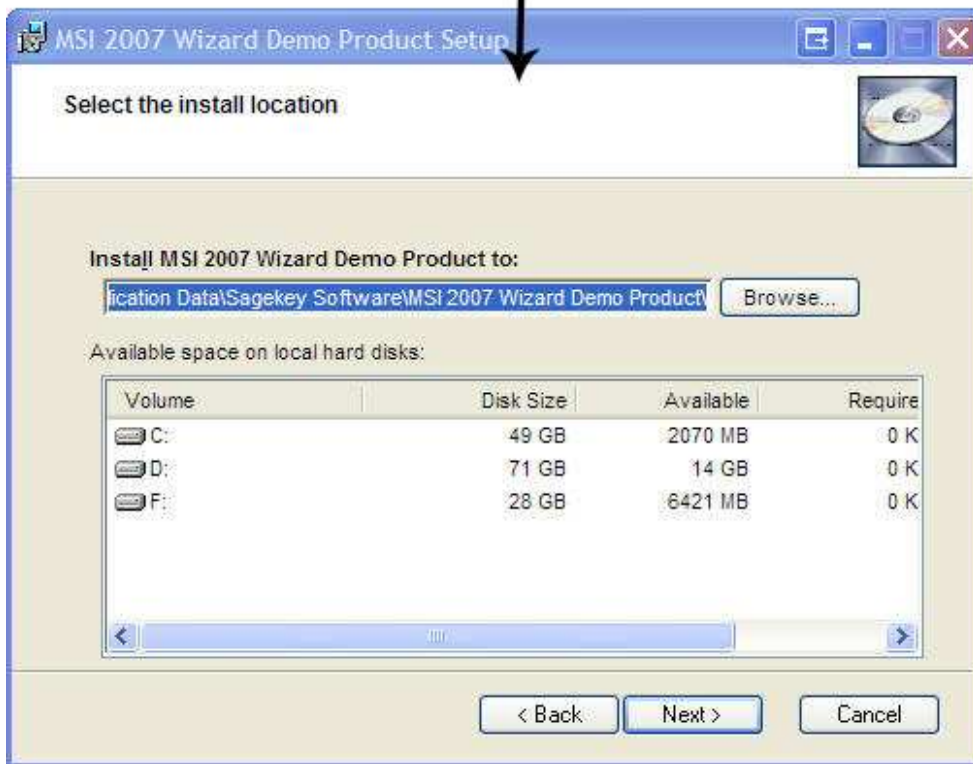 MSI 2007 Wizard Demo Product Setup
Select the install location
Install MSI 2007 Wizard Demo Product to:
ication Data\Sagekey Software\MSI 2007 Wizard Demo Product\ Browse...
Available space on local hard disks:
Volume Disk Size Available Require
C: 49 GB 2070 MB 0 K
D: 71 GB 14 GB 0 K
F: 28 GB 6421 MB 0 K
< Back Next > Cancel